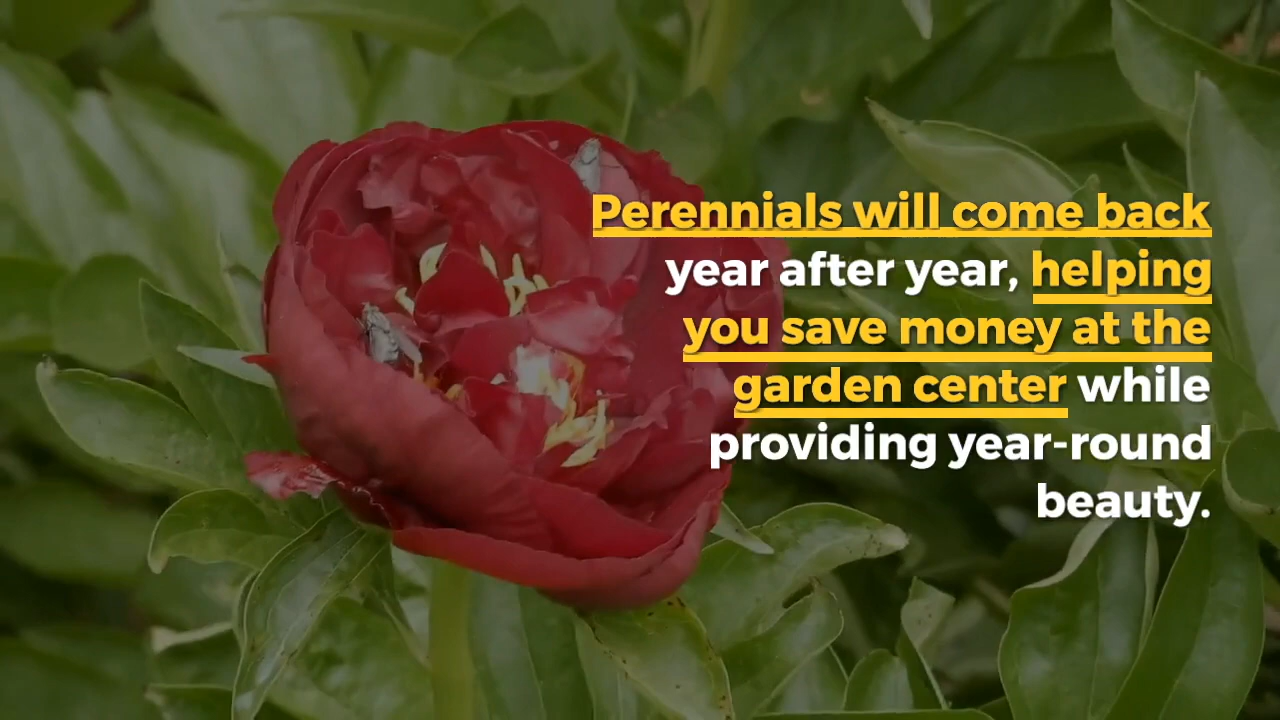 Perennials will come back
year after year, helping
you save money at the
garden center while
providing year-round
beauty.